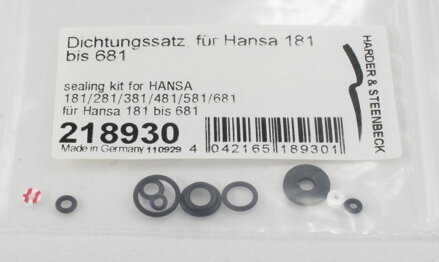 Dichtungssatz für Hansa 181
bis 681
sealing kit for HANSA
181/281/381/481/581/681
für Hansa 181 bis 681
218930
Made in Germany 110929
4 042165 189301
HARDER & STEENBECK